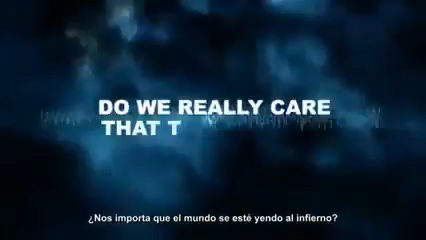 DO WE REALLY CARE
THAT T
¿Nos importa que el mundo se esté yendo al infierno?